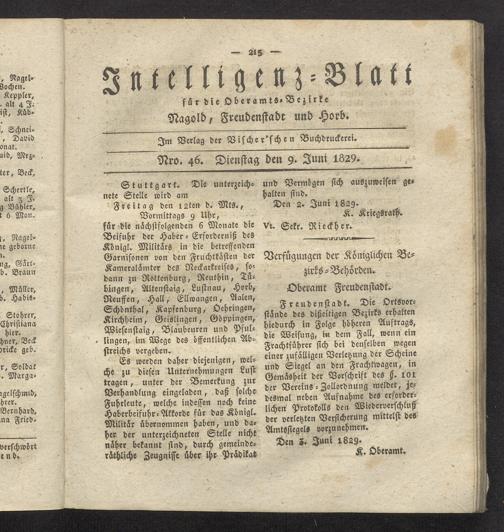 — 215 —
Intelligenz-Blatt
für die Oberamts-Bezirke
Nagold, Freudenstadt und Horb.
Im Verlag der Vischer'schen Buchdruckerei.
Nro. 46. Dienstag den 9. Juni 1829.
Stuttgart. Die unterzeich-
nete Stelle wird am
Freitag den 12ten d. Mts.,
Vormittags 9 Uhr,
für die nächstfolgenden 6 Monate die
Beifuhr der Haber-Erforderniß des
Königl. Militärs in die betreffenden
Garnisonen von den Fruchtkästen der
Kameralämter des Neckarkreises, so-
dann zu Rottenburg, Reuthin, Tü-
bingen, Altenstaig, Lustnau, Horb,
Neuffen, Hall, Ellwangen, Aalen,
Schönthal, Kapfenburg, Oehringen,
Kirchheim, Geislingen, Göppingen,
Wiesenstaig, Blaubeuren und Pful-
lingen, im Wege des öffentlichen Ab-
streichs vergeben.
Es werden daher diejenigen, wel-
che zu diesen Unternehmungen Lust
tragen, unter der Bemerkung zur
Verhandlung eingeladen, daß solche
Fuhrleute, welche indessen noch keine
Haberbeifuhr-Akkorde für das Königl.
Militär übernommen haben, und da-
her der unterzeichneten Stelle nicht
näher bekannt sind, durch gemeinde-
räthliche Zeugnisse über ihr Prädikat
und Vermögen sich auszuweisen ge-
halten sind.
Den 2. Juni 1829.
K. Kriegsrath.
Vt. Sekr. Riecher.
Verfügungen der Königlichen Be-
zirks-Behörden.
Oberamt Freudenstadt.
Freudenstadt. Die Ortsvor-
stände des dißeitigen Bezirks erhalten
hiedurch in Folge höheren Auftrags,
die Weisung, in dem Fall, wenn ein
Frachtführer sich bei denselben wegen
einer zufälligen Verletzung der Scheine
und Siegel an den Frachtwagen, in
Gemäsheit der Vorschrift des §. 101
der Vereins-Zollordnung meldet, je-
desmal neben Aufnahme des erforder-
lichen Protokolls den Wiederverschluß
der verletzten Versicherung mittelst des
Amtssiegels vorzunehmen.
Den 3. Juni 1829.
K. Oberamt.